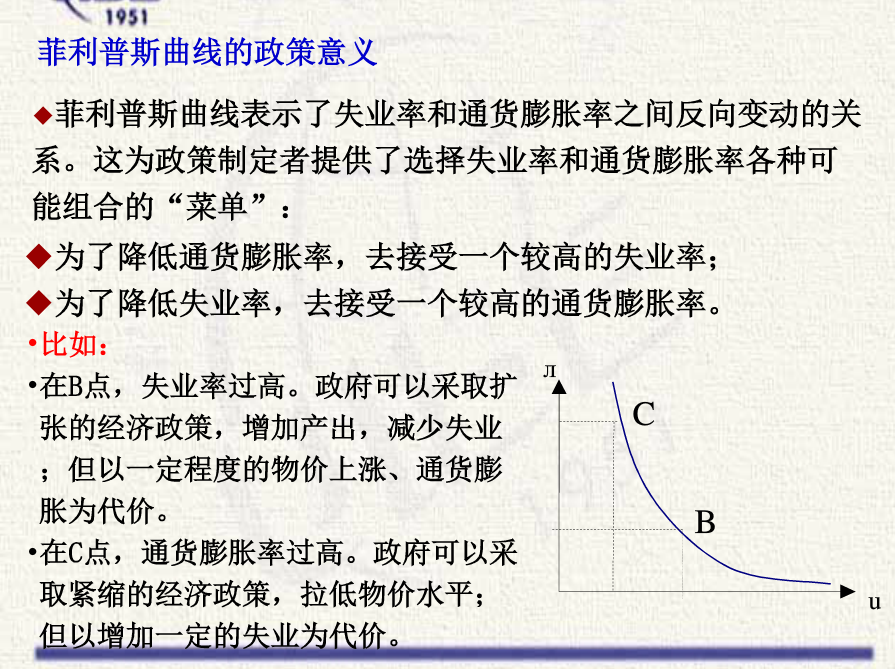 1951
菲利普斯曲线的政策意义
◆菲利普斯曲线表示了失业率和通货膨胀率之间反向变动的关
系。这为政策制定者提供了选择失业率和通货膨胀率各种可
能组合的“菜单”：
◆为了降低通货膨胀率，去接受一个较高的失业率；
◆为了降低失业率，去接受一个较高的通货膨胀率。
•比如：
•在B点，失业率过高。政府可以采取扩
张的经济政策，增加产出，减少失业
；但以一定程度的物价上涨、通货膨
胀为代价。
•在C点，通货膨胀率过高。政府可以采
取紧缩的经济政策，拉低物价水平；
但以增加一定的失业为代价。
л
C
B
u